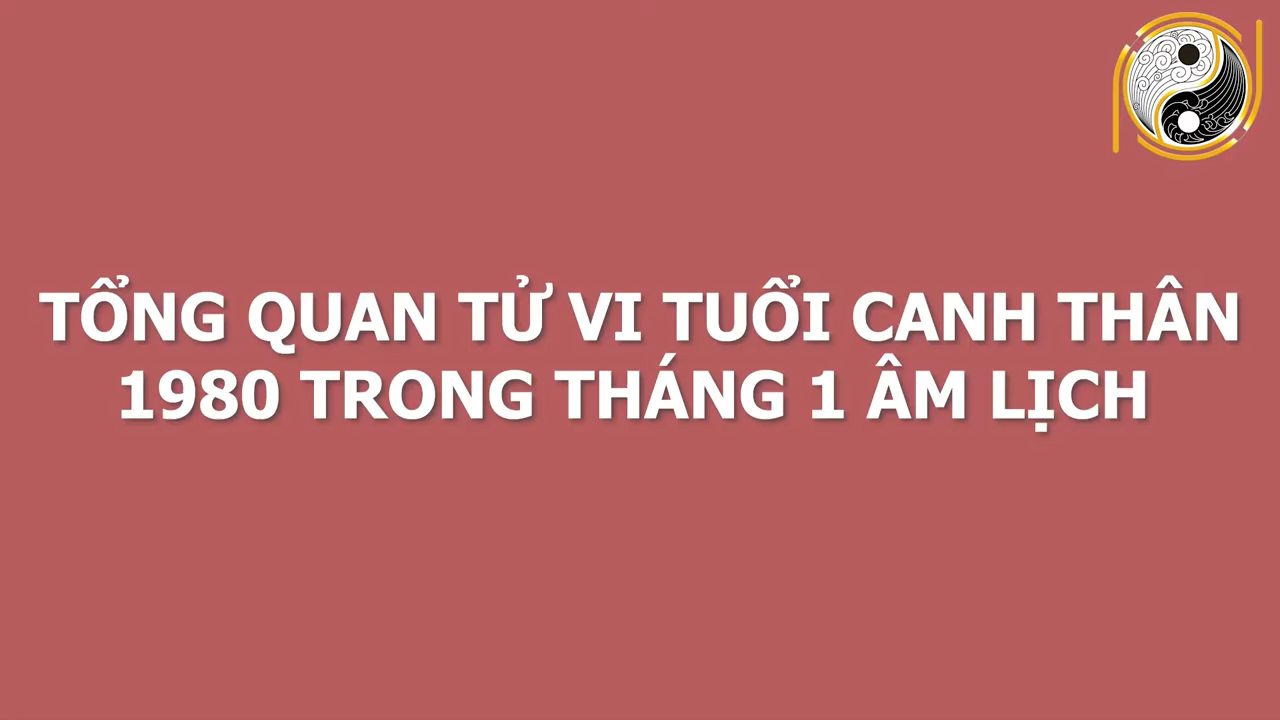 TỔNG QUAN TỬ VI TUỔI CANH THÂN
1980 TRONG THÁNG 1 ÂM LỊCH